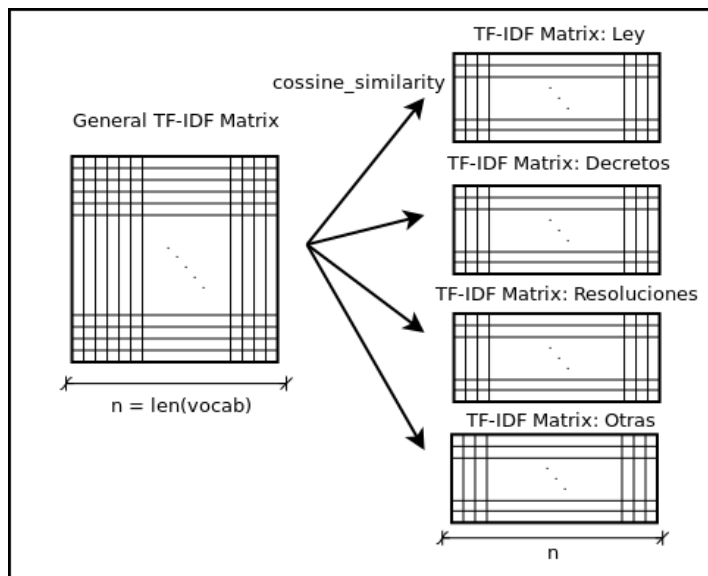 TF-IDF Matrix: Ley
cossine_similarity
General TF-IDF Matrix
TF-IDF Matrix: Decretos
TF-IDF Matrix: Resoluciones
n = len(vocab)
TF-IDF Matrix: Otras
n